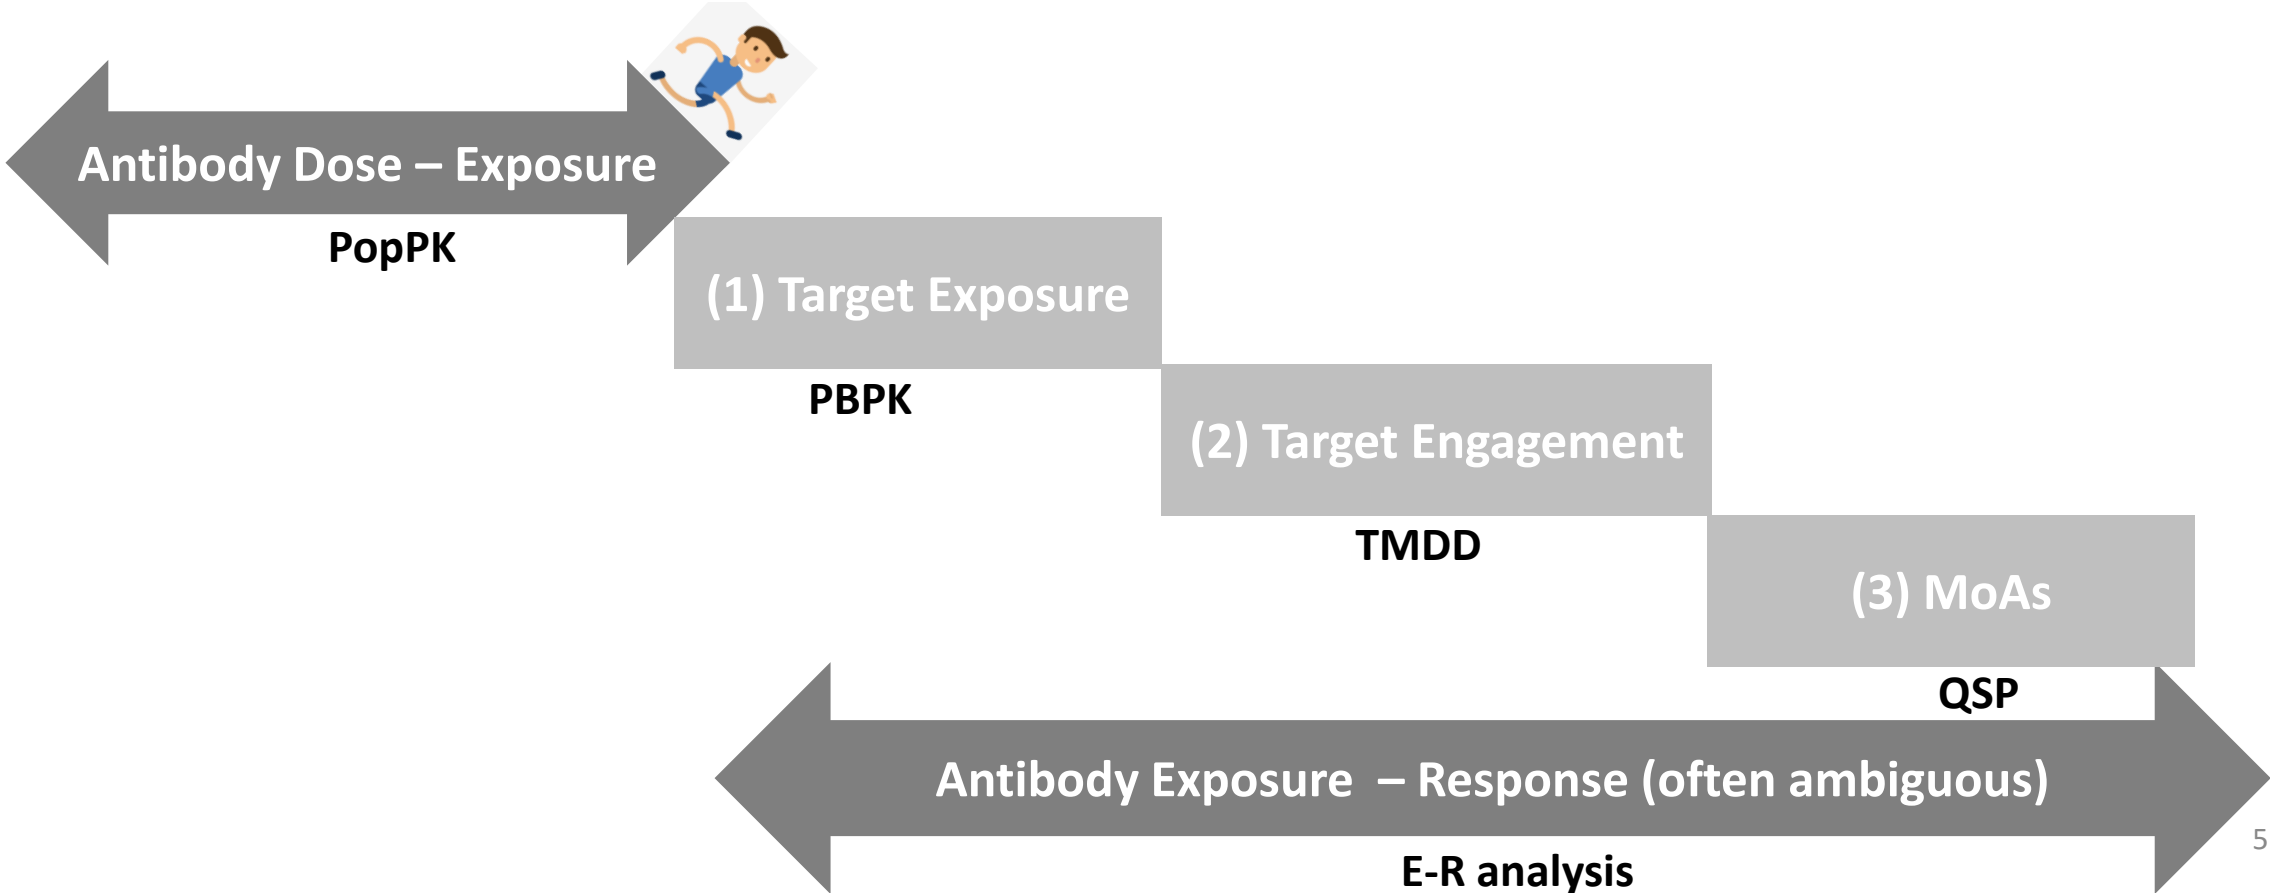 Antibody Dose – Exposure
PopPK
(1) Target Exposure
PBPK
(2) Target Engagement
TMDD
(3) MoAs
QSP
Antibody Exposure – Response (often ambiguous)
E-R analysis
5